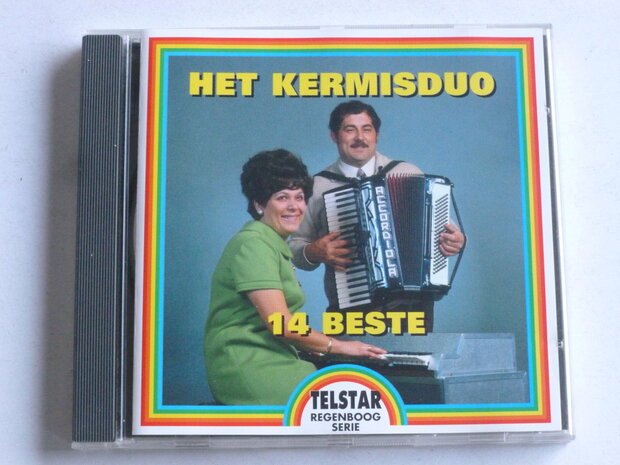 HET KERMISDUO
ACCORDIOLA
14 BESTE
TELSTAR
REGENBOOG
SERIE